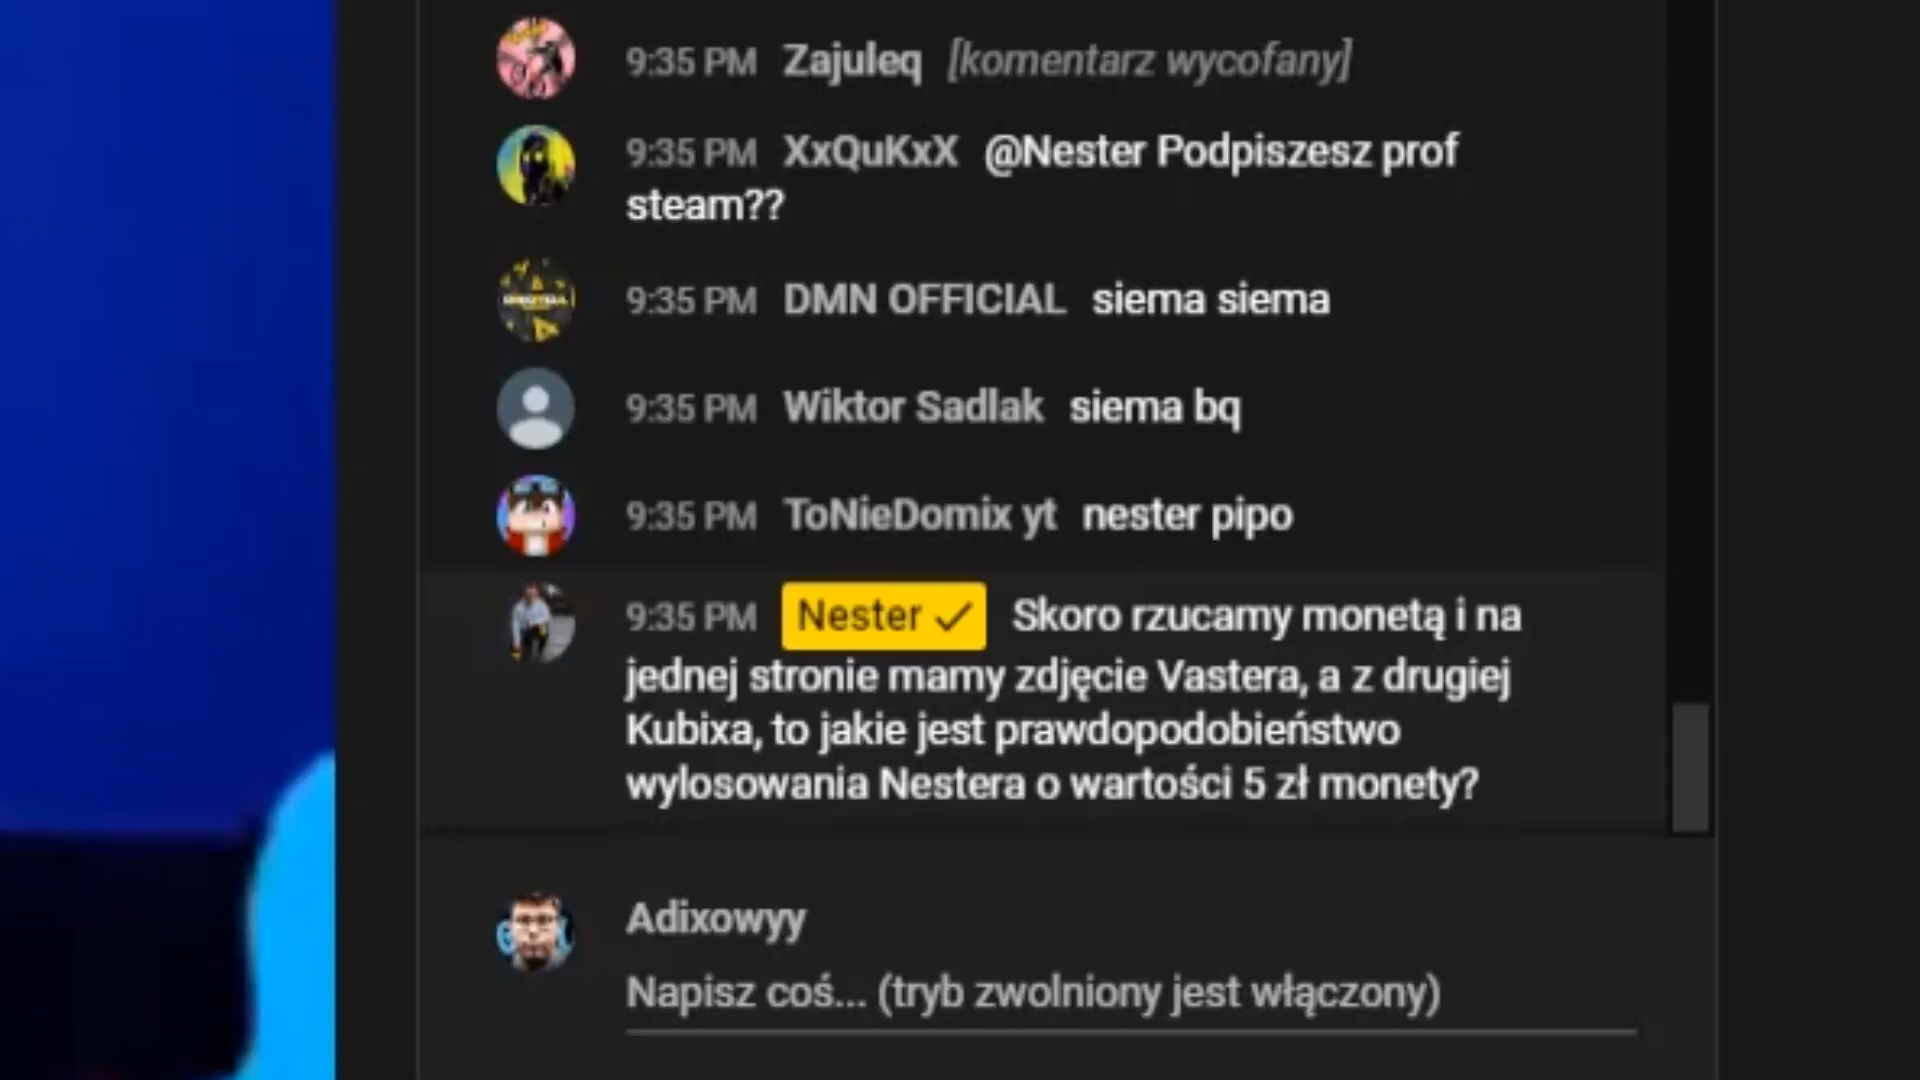 9:35 PM Zajuleq [komentarz wycofany]
9:35 PM XxQuKxX @Nester Podpiszesz prof
steam??
9:35 PM DMN OFFICIAL siema siema
9:35 PM Wiktor Sadlak siema bq
9:35 PM ToNieDomix yt nester pipo
9:35 PM Nester ✓ Skoro rzucamy monetą i na
jednej stronie mamy zdjęcie Vastera, a z drugiej
Kubixa, to jakie jest prawdopodobieństwo
wylosowania Nestera o wartości 5 zł monety?
Adixowyy
Napisz coś... (tryb zwolniony jest włączony)